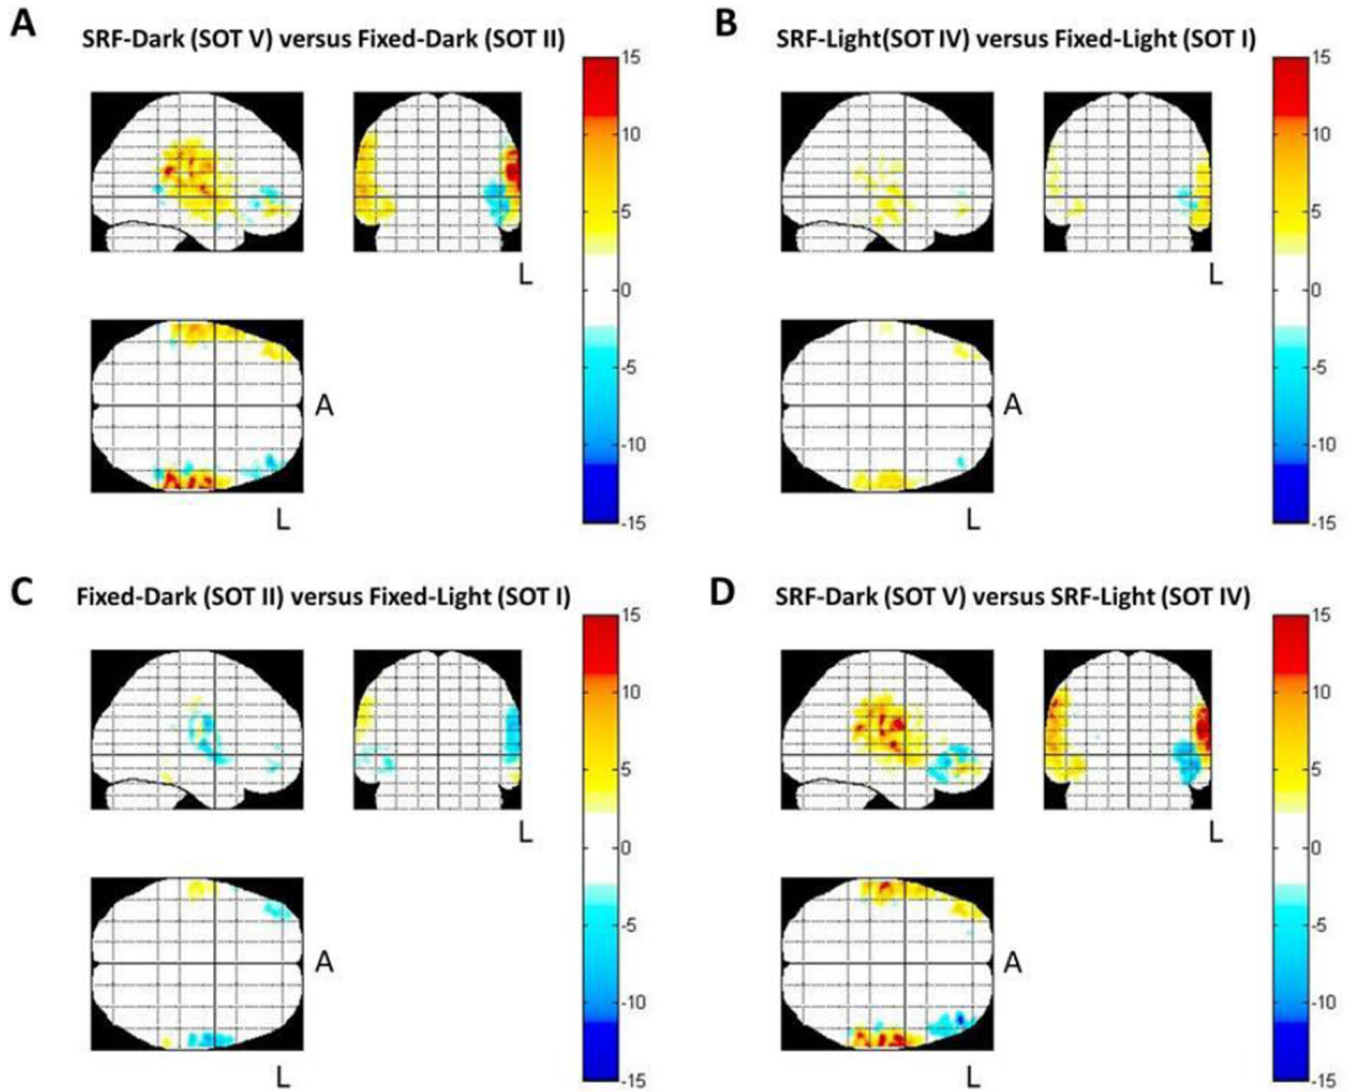 A
SRF-Dark (SOT V) versus Fixed-Dark (SOT II)
15
10
5
0
-5
-10
-15
L
A
L
B
SRF-Light(SOT IV) versus Fixed-Light (SOT I)
15
10
5
0
-5
-10
-15
L
A
L
C
Fixed-Dark (SOT II) versus Fixed-Light (SOT I)
15
10
5
0
-5
-10
-15
L
A
L
D
SRF-Dark (SOT V) versus SRF-Light (SOT IV)
15
10
5
0
-5
-10
-15
L
A
L